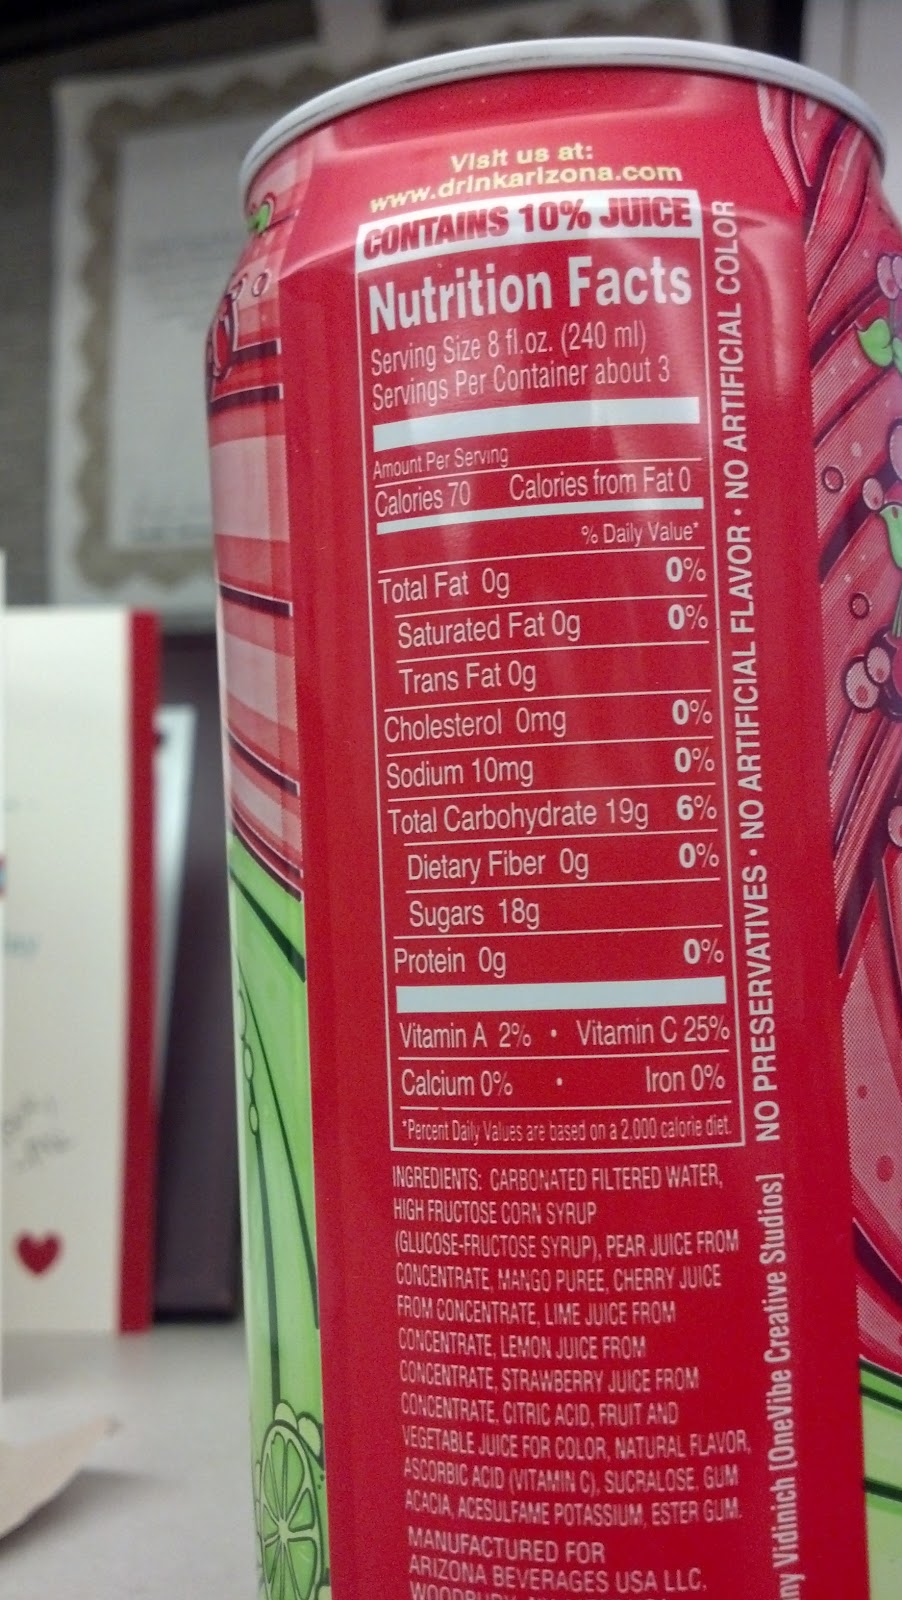 Visit us at:
www.drinkarizona.com
CONTAINS 10% JUICE
Nutrition Facts
Serving Size 8 fl.oz. (240 ml)
Servings Per Container about 3
Amount Per Serving
Calories 70 Calories from Fat 0
% Daily Value*
Total Fat 0g 0%
Saturated Fat 0g 0%
Trans Fat 0g
Cholesterol 0mg 0%
Sodium 10mg 0%
Total Carbohydrate 19g 6%
Dietary Fiber 0g 0%
Sugars 18g
Protein 0g 0%
Vitamin A 2% • Vitamin C 25%
Calcium 0% • Iron 0%
*Percent Daily Values are based on a 2,000 calorie diet.
INGREDIENTS: CARBONATED FILTERED WATER,
HIGH FRUCTOSE CORN SYRUP
(GLUCOSE-FRUCTOSE SYRUP), PEAR JUICE FROM
CONCENTRATE, MANGO PUREE, CHERRY JUICE
FROM CONCENTRATE, LIME JUICE FROM
CONCENTRATE, LEMON JUICE FROM
CONCENTRATE, STRAWBERRY JUICE FROM
CONCENTRATE, CITRIC ACID, FRUIT AND
VEGETABLE JUICE FOR COLOR, NATURAL FLAVOR,
ASCORBIC ACID (VITAMIN C), SUCRALOSE, GUM
ACACIA, ACESULFAME POTASSIUM, ESTER GUM.
MANUFACTURED FOR
ARIZONA BEVERAGES USA LLC.
NO PRESERVATIVES • NO ARTIFICIAL FLAVOR • NO ARTIFICIAL COLOR
Vidinich [OneVibe Creative Studios]